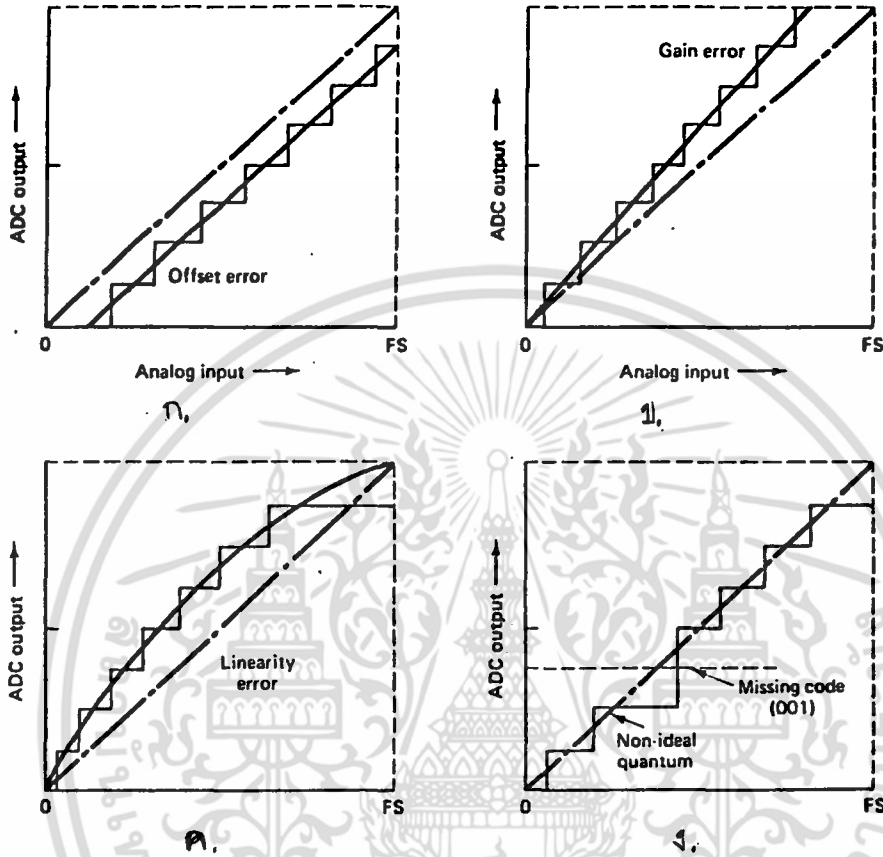 Gain error
ADC output
Offset error
0
FS
Analog input
ก.
ADC output
0
FS
Analog input
ข.
ADC output
Linearity
error
0
FS
ค.
ADC output
Missing code
(001)
Non-ideal
quantum
0
FS
ง.